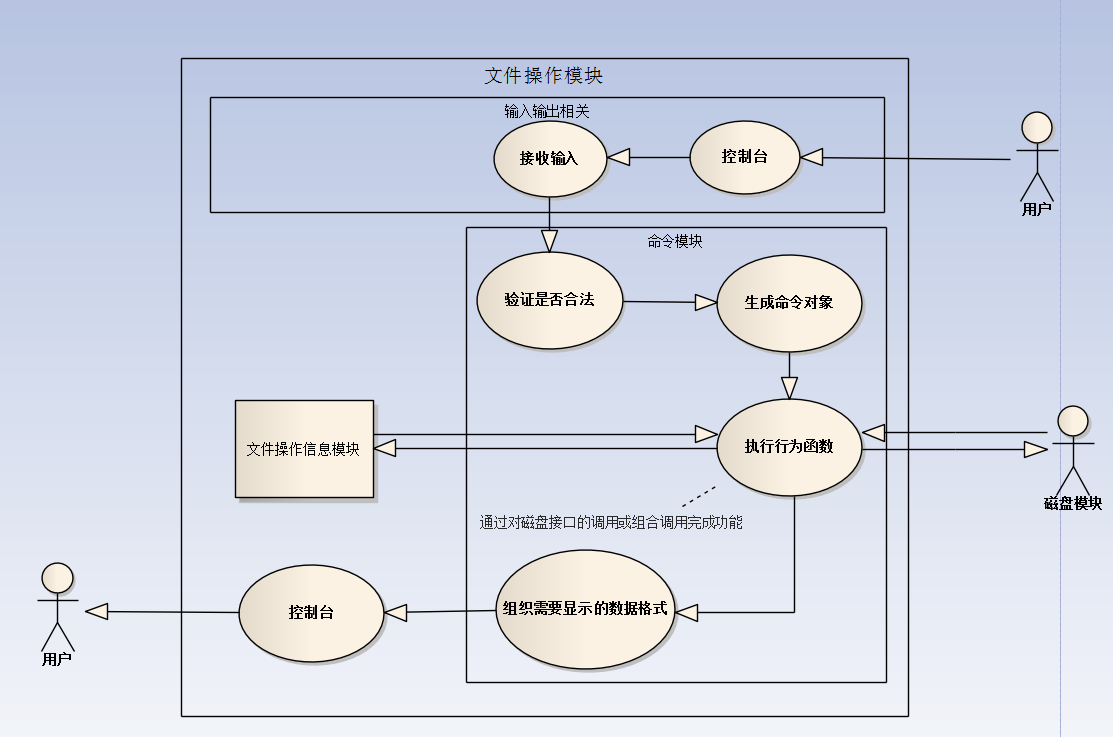 文件操作模块
输入输出相关
接收输入
控制台
用户
命令模块
验证是否合法
生成命令对象
文件操作信息模块
执行行为函数
磁盘模块
通过对磁盘接口的调用或组合调用完成功能
组织需要显示的数据格式
控制台
用户